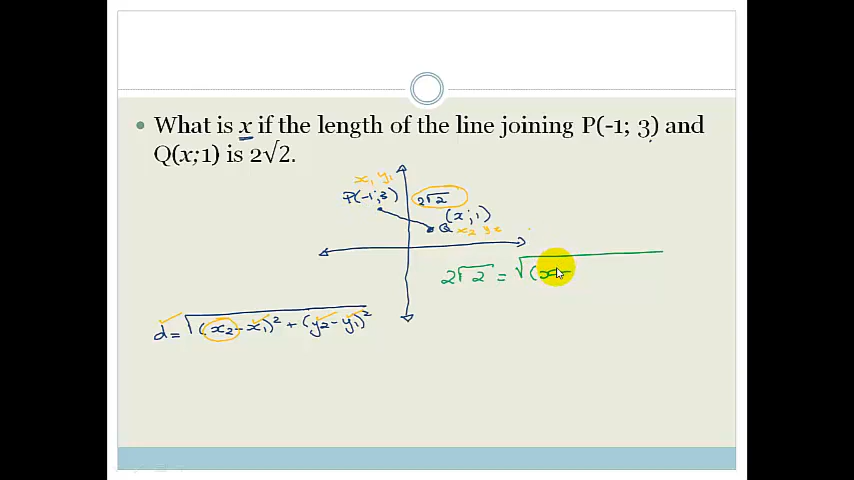 What is x if the length of the line joining P(-1; 3) and
Q(x;1) is 2√2.
x₁ y₁
P(-1;3) 2√2
(x;1)
Q x₂ y₂
2√2 = √(x-
d = √(x₂-x₁)² + (y₂-y₁)²